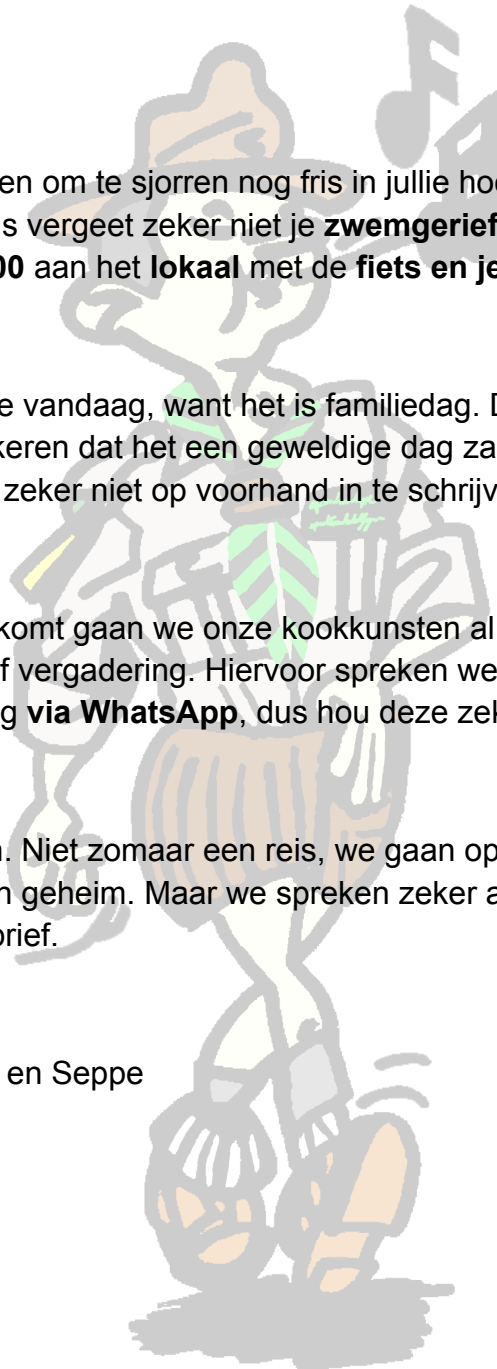 en om te sjorren nog fris in jullie hoo
s vergeet zeker niet je zwemgerief
00 aan het lokaal met de fiets en je
e vandaag, want het is familiedag. D
keren dat het een geweldige dag za
zeker niet op voorhand in te schrijv
komt gaan we onze kookkunsten al
f vergadering. Hiervoor spreken we
g via WhatsApp, dus hou deze zek
. Niet zomaar een reis, we gaan op
n geheim. Maar we spreken zeker a
brief.
en Seppe